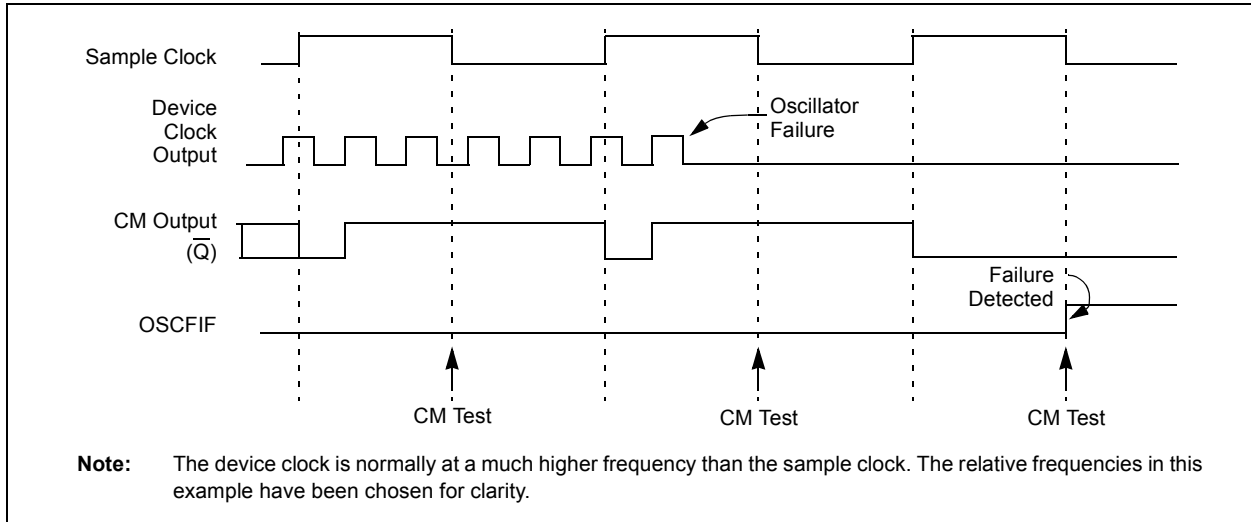 Sample Clock
Device
Clock
Output
Oscillator
Failure
CM Output
(Q̅)
Failure
Detected
OSCFIF
CM Test
CM Test
CM Test
Note: The device clock is normally at a much higher frequency than the sample clock. The relative frequencies in this
example have been chosen for clarity.